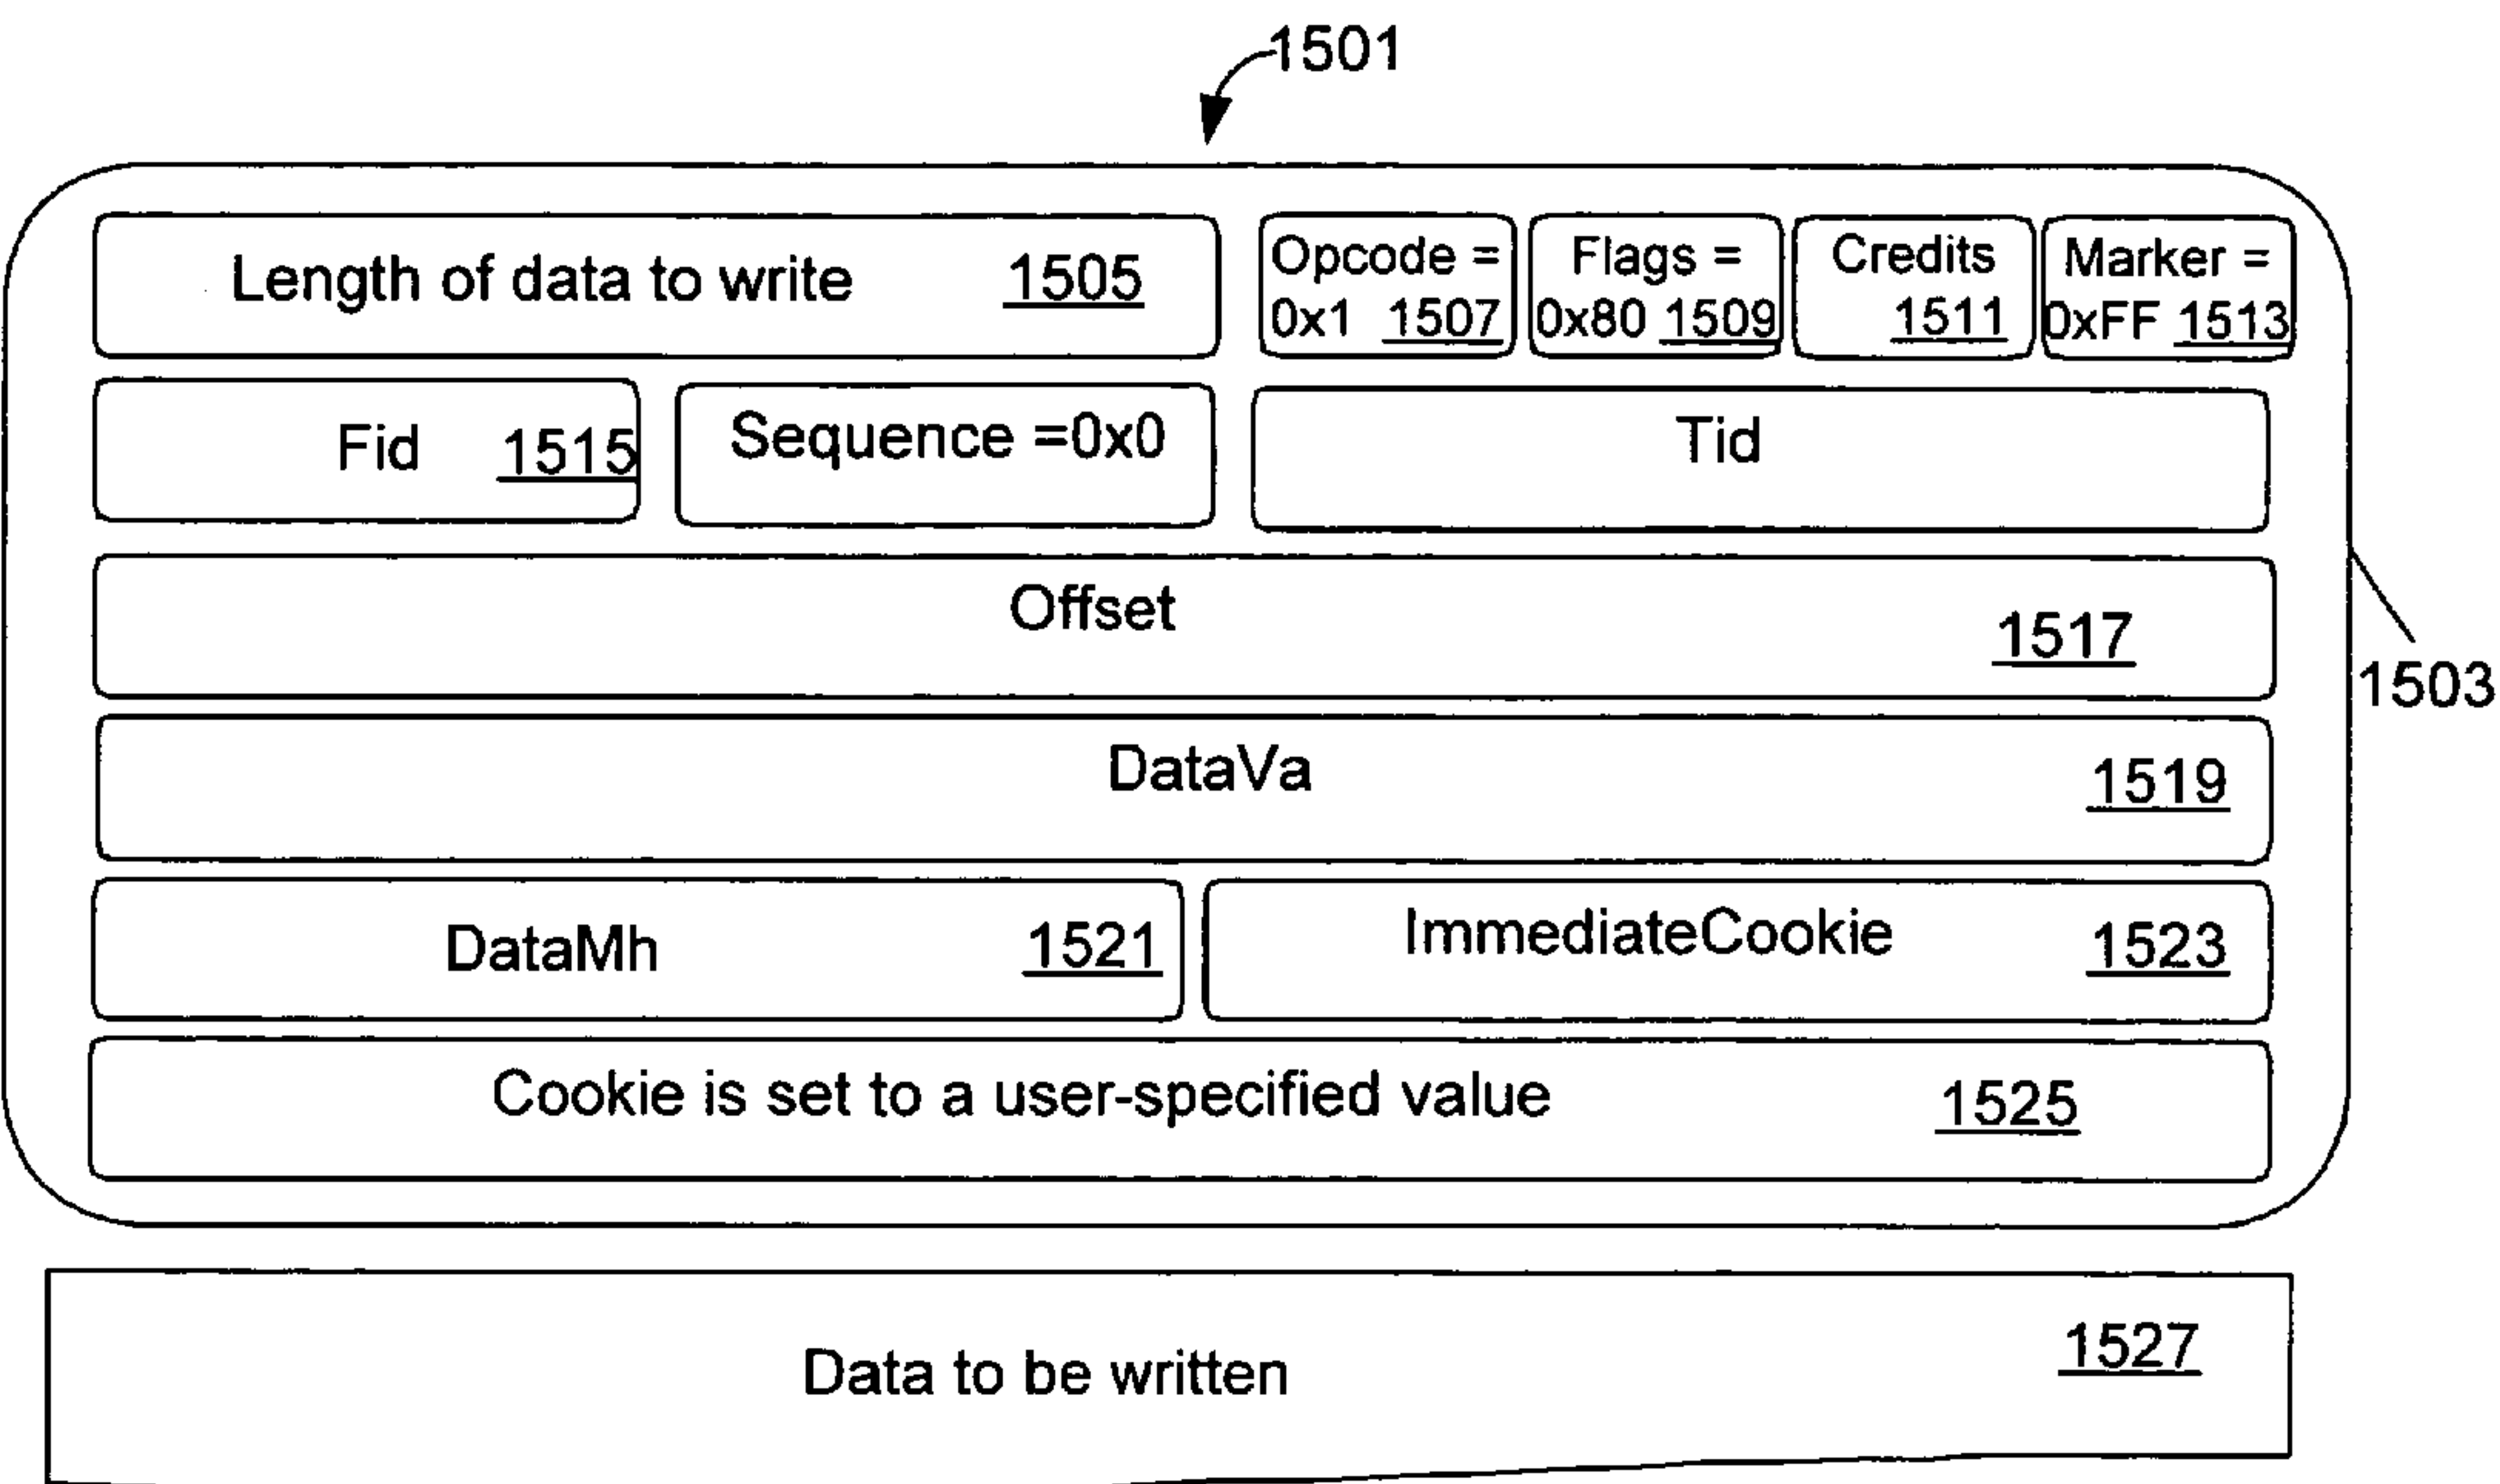 1501
Length of data to write 1505
Opcode =
0x1 1507
Flags =
0x80 1509
Credits
1511
Marker =
0xFF 1513
Fid 1515
Sequence =0x0
Tid
Offset
1517
1503
DataVa
1519
DataMh 1521
ImmediateCookie 1523
Cookie is set to a user-specified value 1525
Data to be written
1527